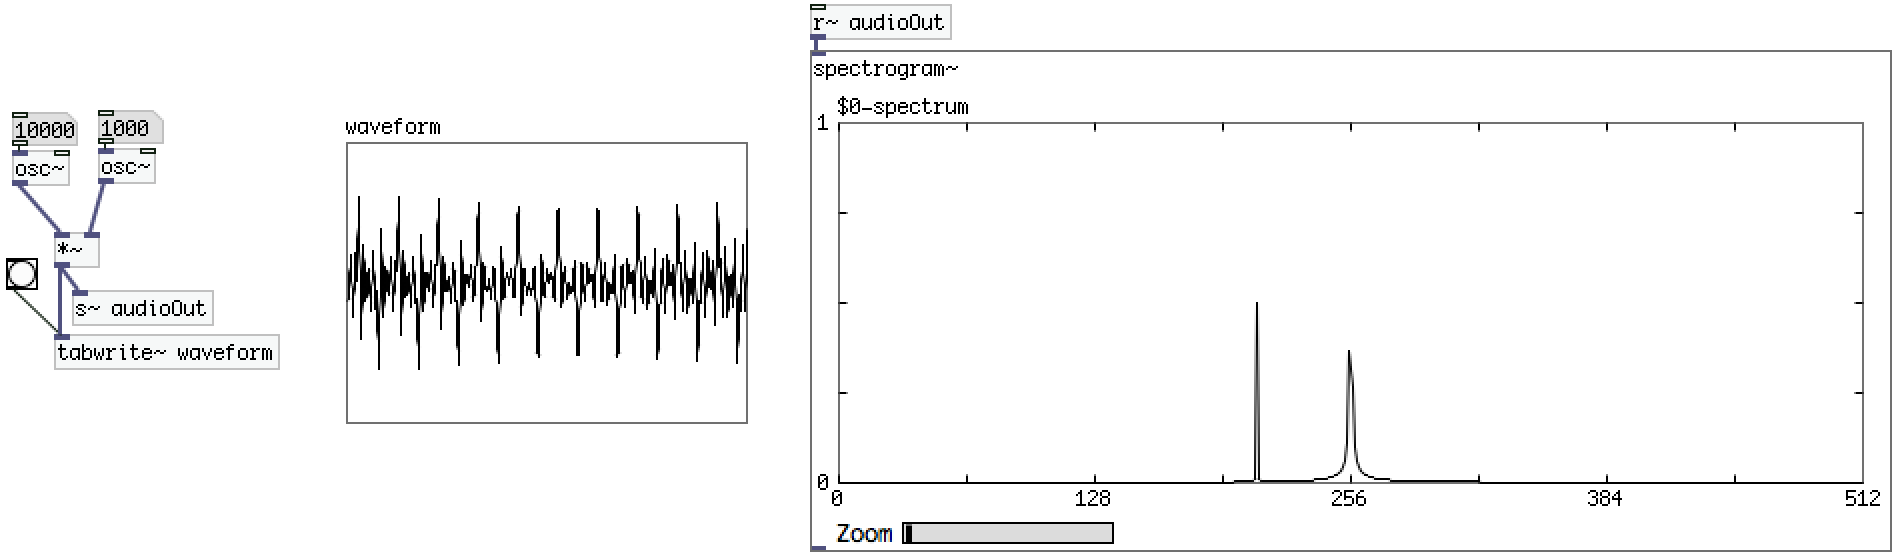 10000
1000
osc~
osc~
*~
s~ audioOut
tabwrite~ waveform
waveform
r~ audioOut
spectrogram~
$0-spectrum
1
0
0 128 256 384 512
Zoom